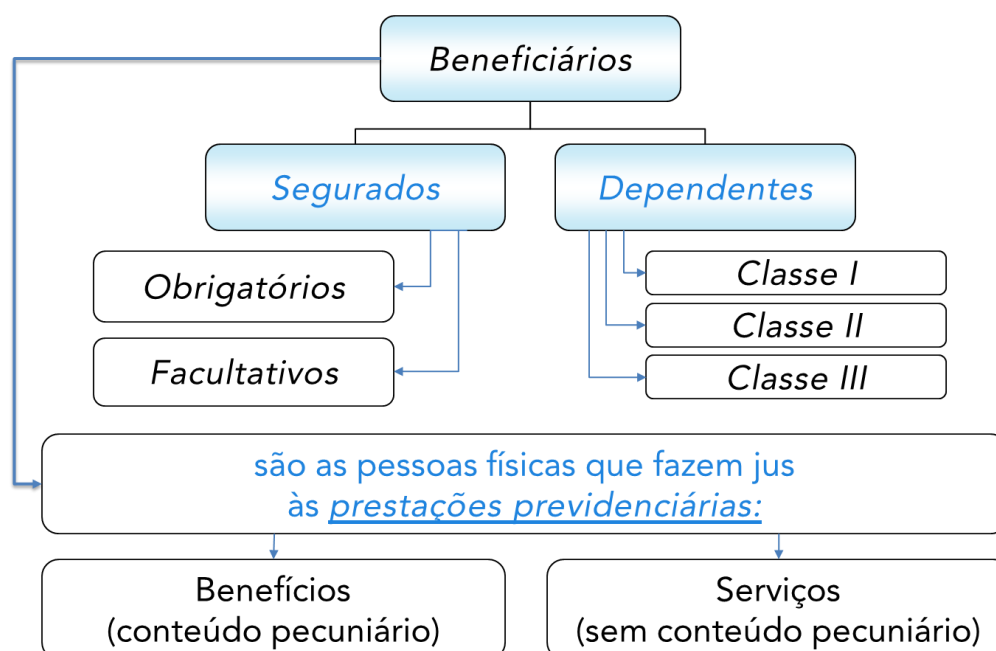 Beneficiários
Segurados
Dependentes
Obrigatórios
Facultativos
Classe I
Classe II
Classe III
são as pessoas físicas que fazem jus
às prestações previdenciárias:
Benefícios
(conteúdo pecuniário)
Serviços
(sem conteúdo pecuniário)